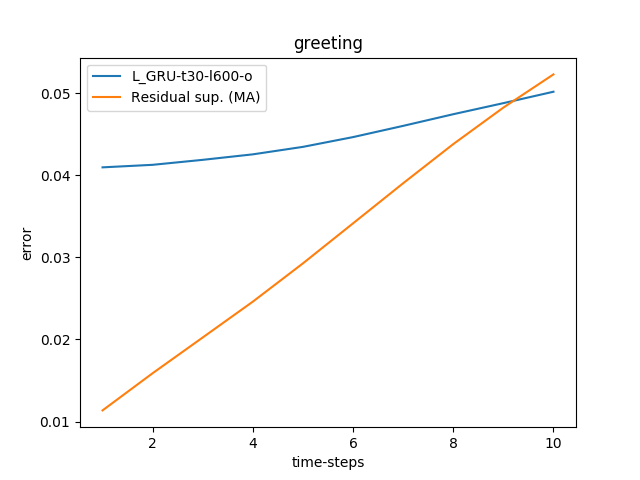 greeting
L_GRU-t30-l600-o
Residual sup. (MA)
0.05
0.04
0.03
0.02
0.01
error
2
4
6
8
10
time-steps